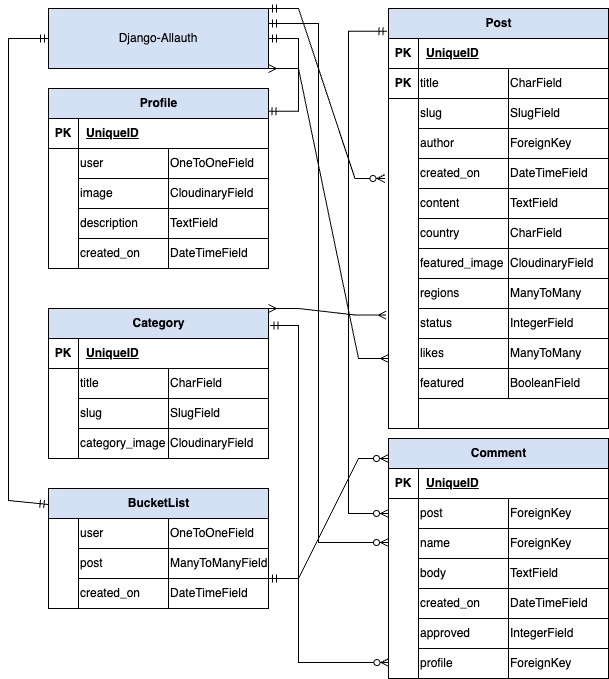 Django-Allauth
Profile
PK UniqueID
user OneToOneField
image CloudinaryField
description TextField
created_on DateTimeField
Category
PK UniqueID
title CharField
slug SlugField
category_image CloudinaryField
BucketList
user OneToOneField
post ManyToManyField
created_on DateTimeField
Post
PK UniqueID
PK title CharField
slug SlugField
author ForeignKey
created_on DateTimeField
content TextField
country CharField
featured_image CloudinaryField
regions ManyToMany
status IntegerField
likes ManyToMany
featured BooleanField
Comment
PK UniqueID
post ForeignKey
name ForeignKey
body TextField
created_on DateTimeField
approved IntegerField
profile ForeignKey